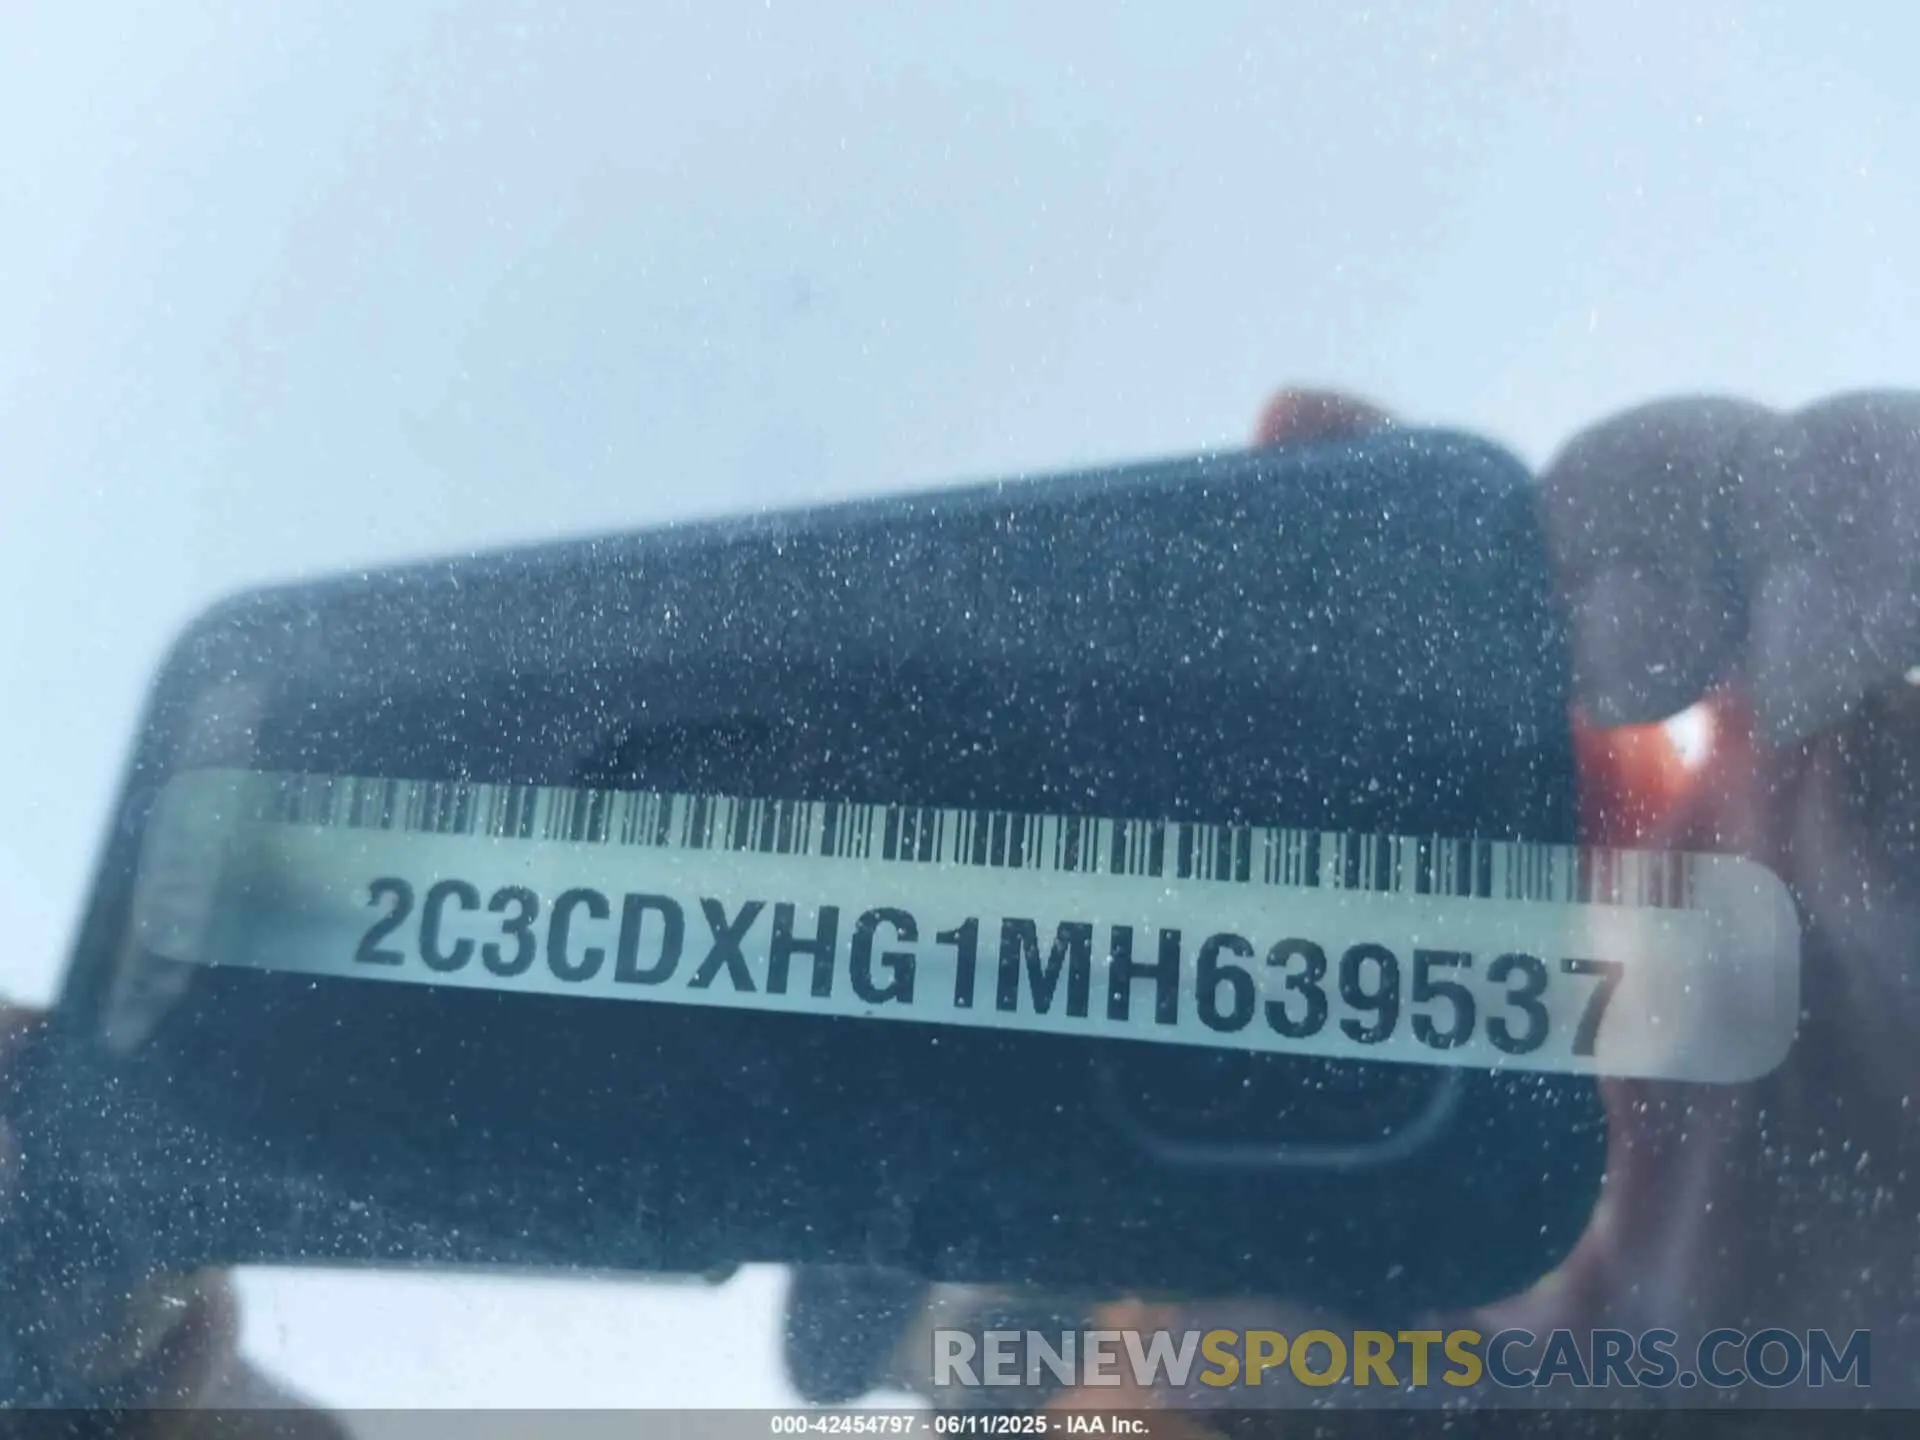 2C3CDXHG1MH639537
RENEWSPORTSCARS.COM
000-42454797 - 06/11/2025 - IAA Inc.